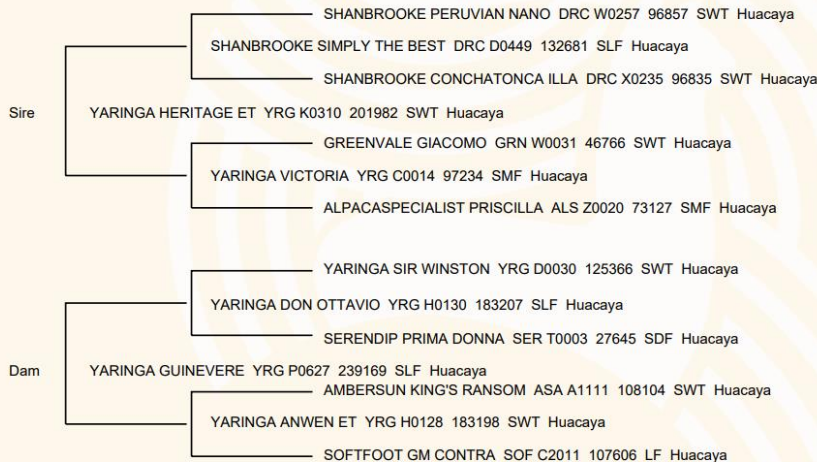 SHANBROOKE PERUVIAN NANO DRC W0257 96857 SWT Huacaya
SHANBROOKE SIMPLY THE BEST DRC D0449 132681 SLF Huacaya
SHANBROOKE CONCHATONCA ILLA DRC X0235 96835 SWT Huacaya
Sire
YARINGA HERITAGE ET YRG K0310 201982 SWT Huacaya
GREENVALE GIACOMO GRN W0031 46766 SWT Huacaya
YARINGA VICTORIA YRG C0014 97234 SMF Huacaya
ALPACASPECIALIST PRISCILLA ALS Z0020 73127 SMF Huacaya
YARINGA SIR WINSTON YRG D0030 125366 SWT Huacaya
YARINGA DON OTTAVIO YRG H0130 183207 SLF Huacaya
SERENDIP PRIMA DONNA SER T0003 27645 SDF Huacaya
Dam
YARINGA GUINEVERE YRG P0627 239169 SLF Huacaya
AMBERSUN KING'S RANSOM ASA A1111 108104 SWT Huacaya
YARINGA ANWEN ET YRG H0128 183198 SWT Huacaya
SOFTFOOT GM CONTRA SOF C2011 107606 LF Huacaya